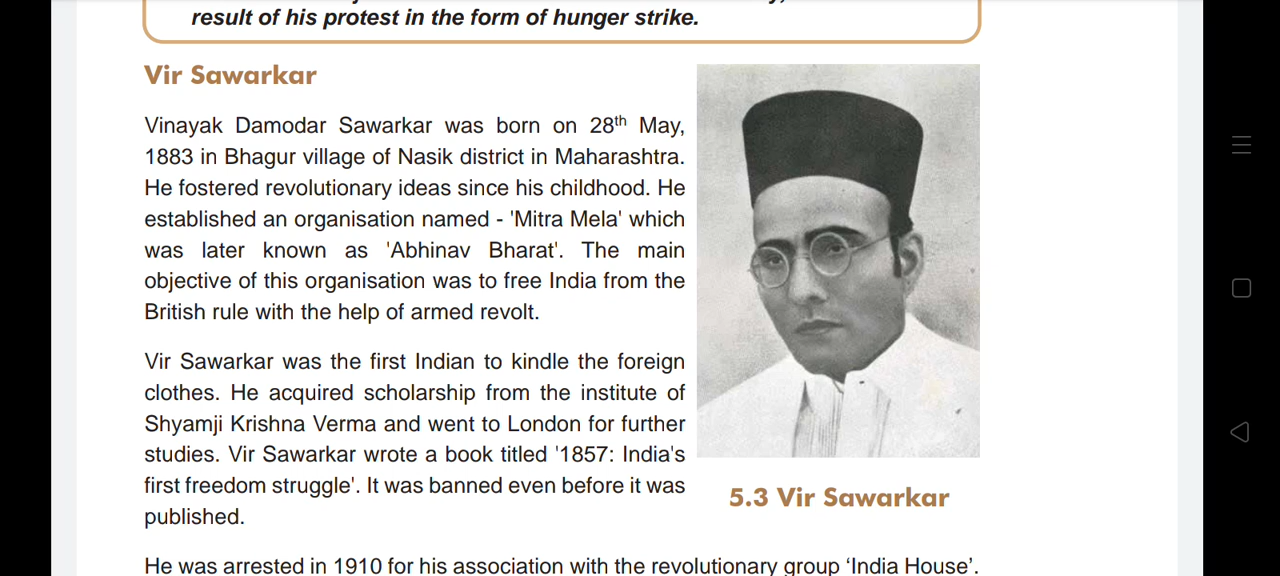 result of his protest in the form of hunger strike.
Vir Sawarkar
Vinayak Damodar Sawarkar was born on 28th May,
1883 in Bhagur village of Nasik district in Maharashtra.
He fostered revolutionary ideas since his childhood. He
established an organisation named - 'Mitra Mela' which
was later known as 'Abhinav Bharat'. The main
objective of this organisation was to free India from the
British rule with the help of armed revolt.
Vir Sawarkar was the first Indian to kindle the foreign
clothes. He acquired scholarship from the institute of
Shyamji Krishna Verma and went to London for further
studies. Vir Sawarkar wrote a book titled '1857: India's
first freedom struggle'. It was banned even before it was
published.
5.3 Vir Sawarkar
He was arrested in 1910 for his association with the revolutionary group ‘India House’.